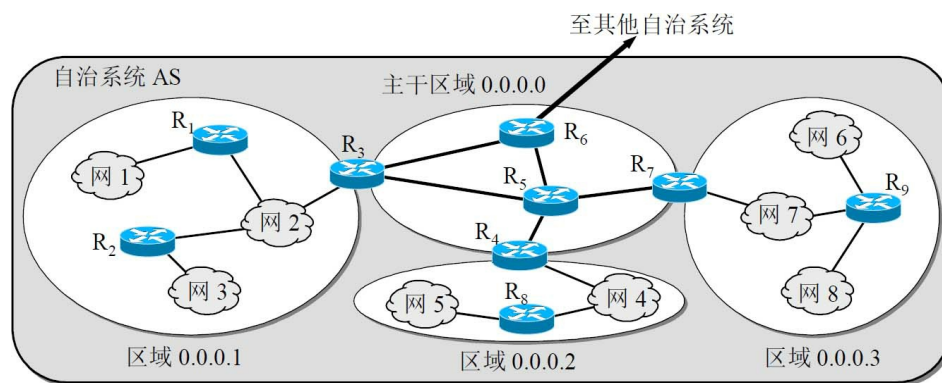 至其他自治系统
自治系统 AS
主干区域 0.0.0.0
R1
R3
R6
网 6
网 1
R7
R5
R9
网 2
网 7
R2
R4
网 3
网 5
R8
网 4
网 8
区域 0.0.0.1
区域 0.0.0.2
区域 0.0.0.3